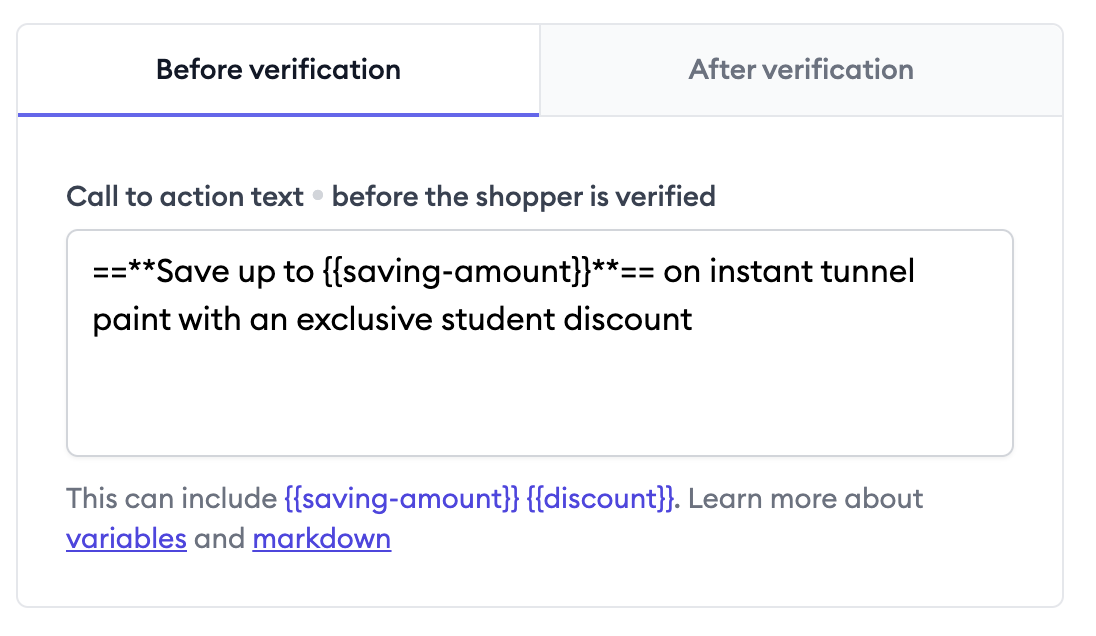 Before verification
After verification
Call to action text • before the shopper is verified
==**Save up to {{saving-amount}}**== on instant tunnel
paint with an exclusive student discount
This can include {{saving-amount}} {{discount}}. Learn more about
variables and markdown